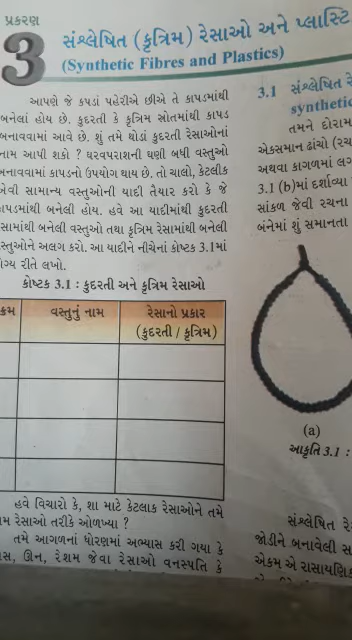 પ્રકરણ
3
સંશ્લેષિત (કૃત્રિમ) રેસાઓ અને પ્લાસ્ટિ
(Synthetic Fibres and Plastics)
આપણે જે કપડાં પહેરીએ છીએ તે કાપડમાંથી
બનેલાં હોય છે. કુદરતી કે કૃત્રિમ સ્રોતમાંથી કાપડ
બનાવવામાં આવે છે. શું તમે થોડાં કુદરતી રેસાઓનાં
નામ આપી શકો ? ઘરવપરાશની ઘણી બધી વસ્તુઓ
બનાવવામાં કાપડનો ઉપયોગ થાય છે. તો ચાલો, કેટલીક
એવી સામાન્ય વસ્તુઓની યાદી તૈયાર કરો કે જે
કાપડમાંથી બનેલી હોય. હવે આ યાદીમાંથી કુદરતી
રેસામાંથી બનેલી વસ્તુઓ તથા કૃત્રિમ રેસામાંથી બનેલી
વસ્તુઓને અલગ કરો. આ યાદીને નીચેનાં કોષ્ટક 3.1માં
યોગ્ય રીતે લખો.
કોષ્ટક 3.1 : કુદરતી અને કૃત્રિમ રેસાઓ
ક્રમ વસ્તુનું નામ રેસાનો પ્રકાર
(કુદરતી / કૃત્રિમ)
હવે વિચારો કે, શા માટે કેટલાક રેસાઓને તમે
મ રેસાઓ તરીકે ઓળખ્યા ?
તમે આગળનાં ધોરણમાં અભ્યાસ કરી ગયા કે
સ, ઊન, રેશમ જેવા રેસાઓ વનસ્પતિ કે
3.1 સંશ્લેષિત રે
synthetic
તમને દોરામ
એકસમાન ઢાંચો (રચ
અથવા કાગળમાં લગ
3.1 (b)માં દર્શાવ્યા
સાંકળ જેવી રચના
બંનેમાં શું સમાનતા
(a)
આકૃતિ 3.1 :
સંશ્લેષિત રે
જોડીને બનાવેલી સ
એકમ એ રાસાયણિક